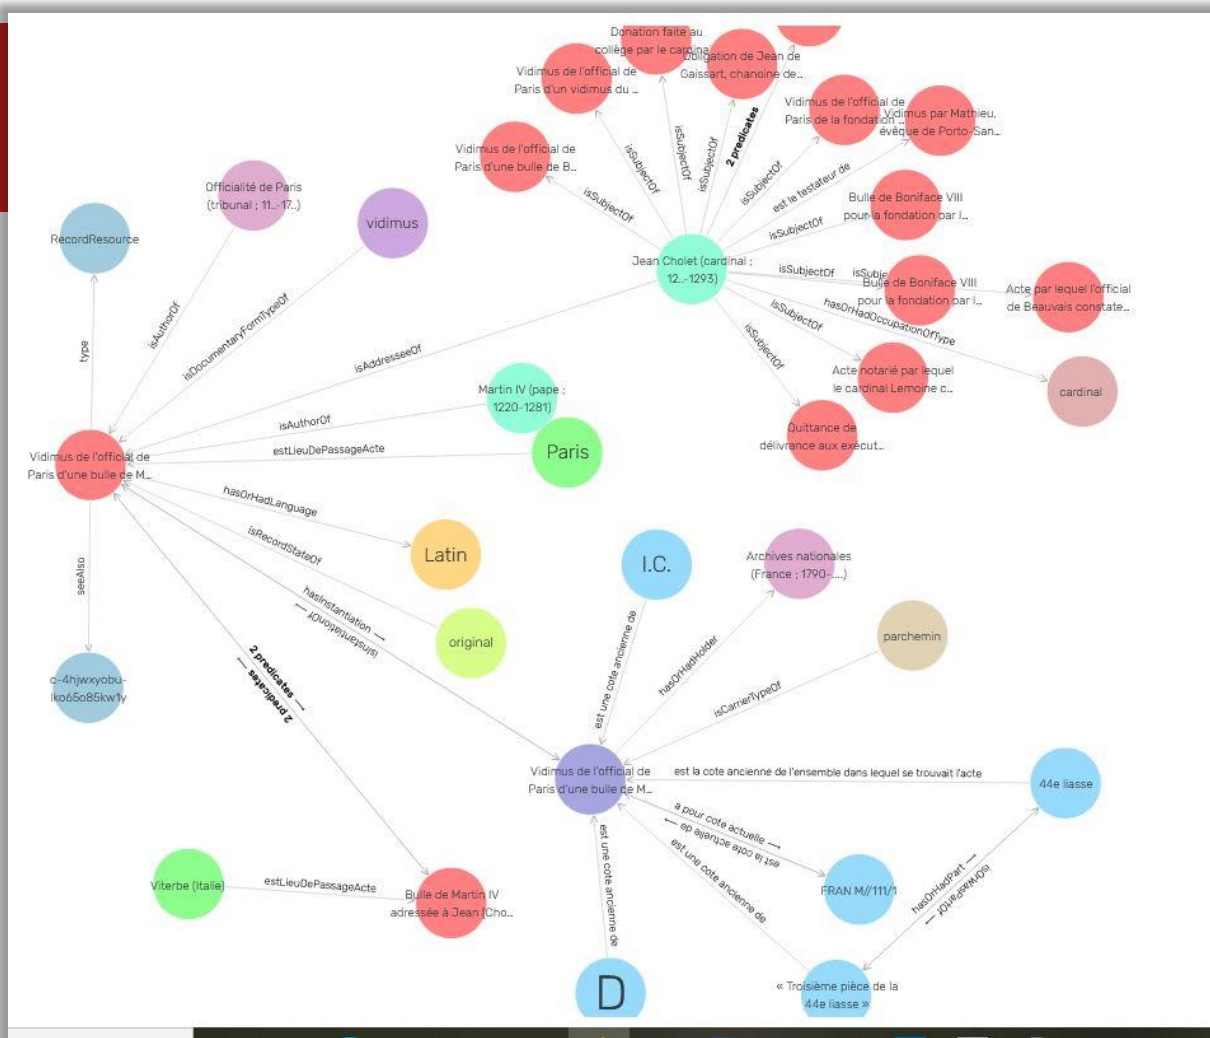 Donation faite au
collège par le cardina
Obligation de Jean de
Gaissart, chanoine de...
Vidimus de l'official de
Paris d'un vidimus du ...
Vidimus de l'official de
Paris de la fondation ...
Vidimus par Mathieu,
évêque de Porto-San...
Vidimus de l'official de
Paris d'une bulle de B...
isSubjectOf
isSubjectOf
isSubjectOf
isSubjectOf
2 predicates
isSubjectOf
est le testateur de
Bulle de Boniface VIII
pour la fondation par l...
isSubjectOf
Officialité de Paris
(tribunal ; 11..-17..)
vidimus
RecordResource
Jean Cholet (cardinal ;
12..-1293)
isSubjectOf
isSubje
Bulle de Boniface VIII
pour la fondation par l...
Acte par lequel l'official
de Beauvais constate...
hasOrHadOccupationOfType
isSubjectOf
isSubjectOf
type
isAuthorOf
isDocumentaryFormTypeOf
isAddresseeOf
Acte notarié par lequel
le cardinal Lemoine c...
cardinal
Martin IV (pape ;
1220-1281)
isAuthorOf
Quittance de
délivrance aux exécut...
estLieuDePassageActe
Paris
Vidimus de l'official de
Paris d'une bulle de M...
hasOrHadLanguage
Latin
isRecordStateOf
original
hasInstantiation
isInstantiationOf
seeAlso
c-4hjwxyobu-
lko65o85kw1y
2 predicates
2 predicates
I.C.
Archives nationales
(France ; 1790-....)
parchemin
est une cote ancienne de
hasOrHadHolder
isCarrierTypeOf
Vidimus de l'official de
Paris d'une bulle de M...
est la cote ancienne de l'ensemble dans lequel se trouvait l'acte
44e liasse
a pour cote actuelle
est la cote actuelle de
est une cote ancienne de
est une cote ancienne de
FRAN M//111/1
hasOrHadPart
isOrWasPartOf
Viterbe (Italie)
estLieuDePassageActe
Bulle de Martin IV
adressée à Jean [Cho...
D
« Troisième pièce de la
44e liasse »